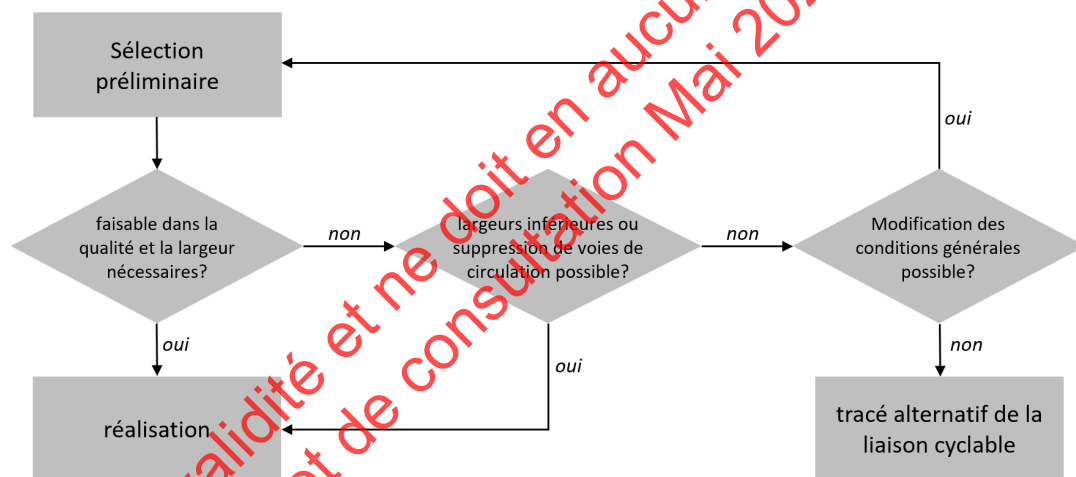 Sélection
préliminaire
oui
faisable dans la
qualité et la largeur
nécessaires?
non
largeurs inférieures ou
suppression de voies de
circulation possible?
non
Modification des
conditions générales
possible?
oui
oui
non
réalisation
tracé alternatif de la
liaison cyclable
et ne doit en
de consultation Mai